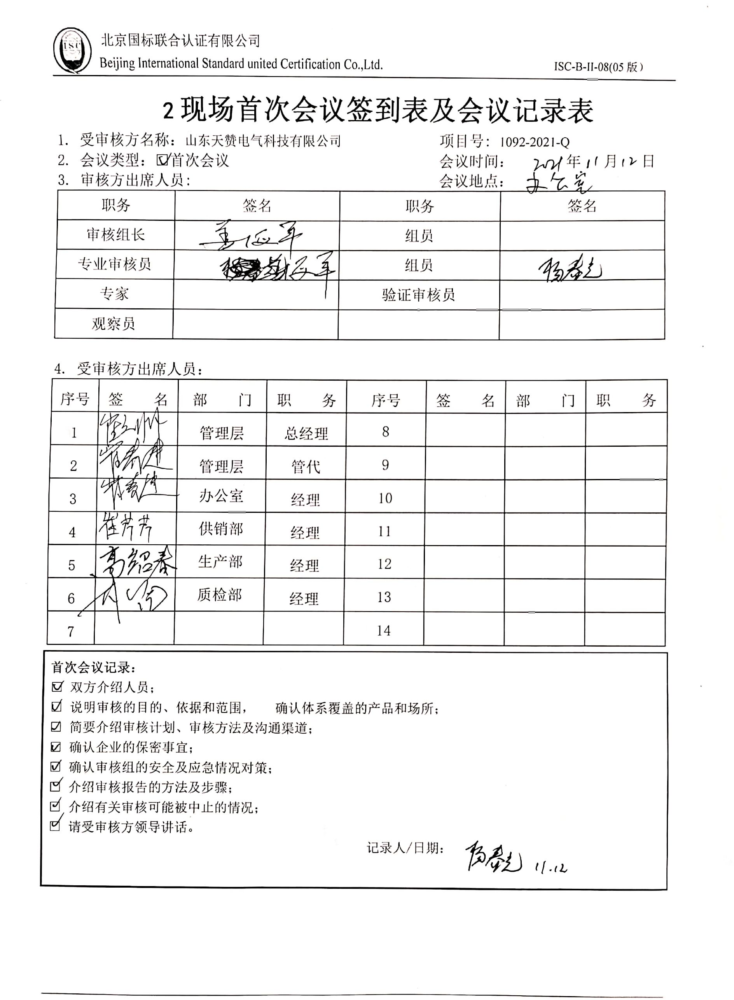 ISC
北京国标联合认证有限公司
Beijing International Standard united Certification Co.,Ltd.
ISC-B-II-08(05 版)
2 现场首次会议签到表及会议记录表
1. 受审核方名称：山东天赞电气科技有限公司 项目号：1092-2021-Q
2. 会议类型：☑首次会议 会议时间： 2021年11月12日
3. 审核方出席人员： 会议地点： 办公室
职务 签名 职务 签名
审核组长 组员
专业审核员 组员 杨泰光
专家 验证审核员
观察员
4. 受审核方出席人员：
序号 签 名 部 门 职 务 序号 签 名 部 门 职 务
1 管理层 总经理 8
2 管理层 管代 9
3 办公室 经理 10
4 崔芹芹 供销部 经理 11
5 高绍春 生产部 经理 12
6 质检部 经理 13
7 14
首次会议记录：
☑ 双方介绍人员；
☑ 说明审核的目的、依据和范围， 确认体系覆盖的产品和场所；
☑ 简要介绍审核计划、审核方法及沟通渠道；
☑ 确认企业的保密事宜；
☑ 确认审核组的安全及应急情况对策；
☑ 介绍审核报告的方法及步骤；
☑ 介绍有关审核可能被中止的情况；
☑ 请受审核方领导讲话。
记录人/日期： 杨泰光 11.12